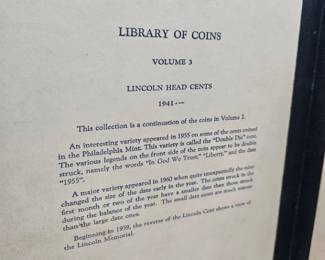 LIBRARY OF COINS
VOLUME 3
LINCOLN HEAD CENTS
1941-—
This collection is a continuation of the coins in Volume 2.
An interesting variety appeared in 1955 on some of the cents coined
in the Philadelphia Mint. This variety is called the "Double Die" cent.
The various legends on the front side of the coin appear to be double
struck, namely the words "In God We Trust," "Liberty," and the date
"1955".
A major variety appeared in 1960 when quite unexpectedly the mint
changed the size of the date early in the year. The cents struck in the
first month or two of the year have a smaller date than those struck
during the balance of the year. The small date cents are much scarcer
than the large date ones.
Beginning in 1959, the reverse of the Lincoln Cent shows a view of
the Lincoln Memorial.